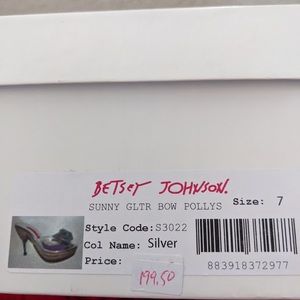 BETSEY JOHNSON.
SUNNY GLTR BOW POLLYS Size: 7
Style Code:S3022
Col Name: Silver
Price: 199.50
883918372977